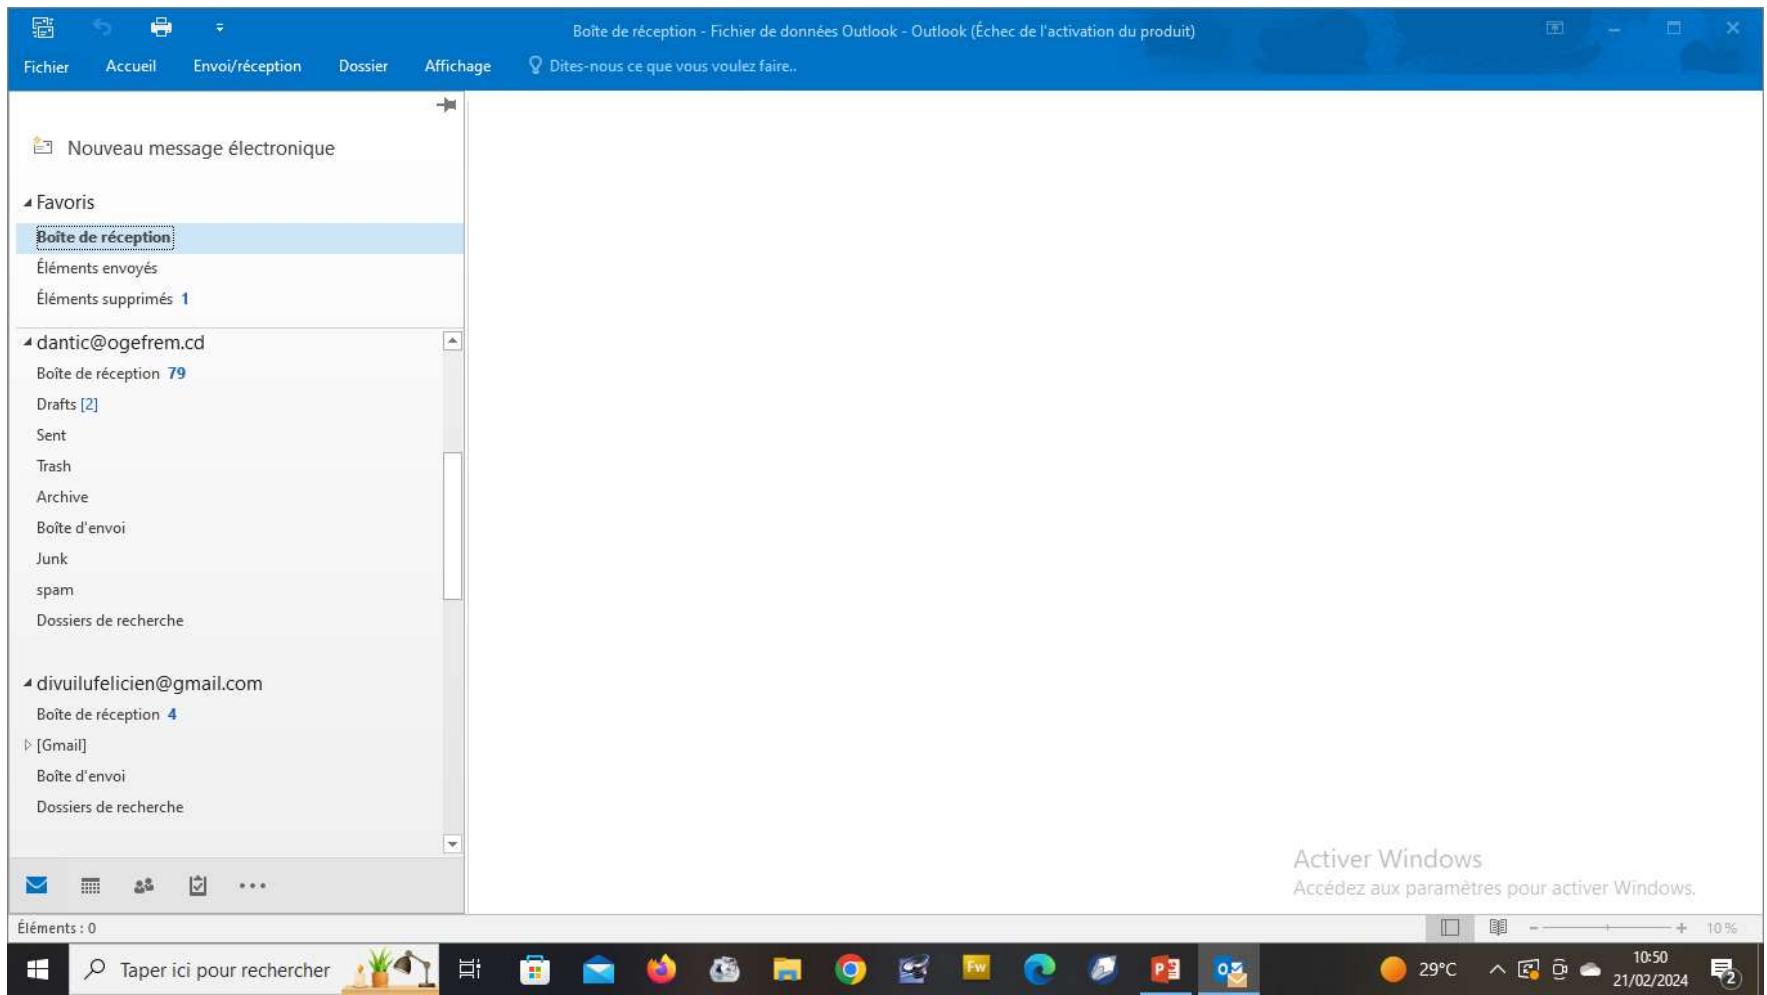 Boîte de réception - Fichier de données Outlook - Outlook (Échec de l'activation du produit)
Fichier Accueil Envoi/réception Dossier Affichage Dites-nous ce que vous voulez faire..
Nouveau message électronique
Favoris
Boîte de réception
Éléments envoyés
Éléments supprimés 1
dantic@ogefrem.cd
Boîte de réception 79
Drafts [2]
Sent
Trash
Archive
Boîte d'envoi
Junk
spam
Dossiers de recherche
divuilufelicien@gmail.com
Boîte de réception 4
[Gmail]
Boîte d'envoi
Dossiers de recherche
Activer Windows
Accédez aux paramètres pour activer Windows.
Éléments : 0
10 %
Taper ici pour rechercher
Fw
P
O
29°C
10:50
21/02/2024
2